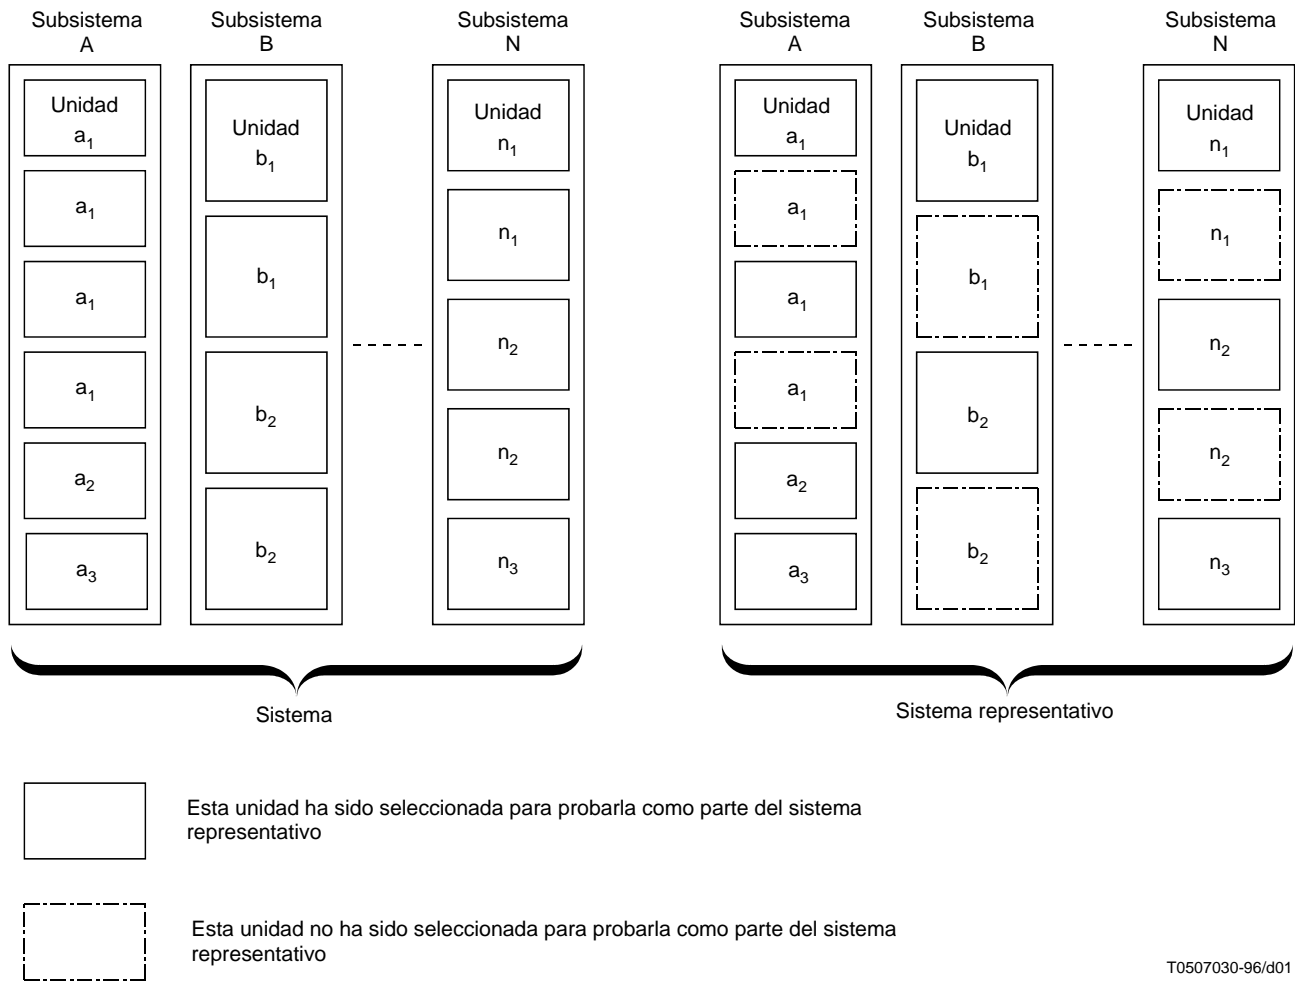 Subsistema
A
Subsistema
B
Subsistema
N
Subsistema
A
Subsistema
B
Subsistema
N
Unidad
a1
a1
a1
a1
a2
a3
Unidad
b1
b1
b2
b2
Unidad
n1
n1
n2
n2
n3
Unidad
a1
a1
a1
a1
a2
a3
Unidad
b1
b1
b2
b2
Unidad
n1
n1
n2
n2
n3
Sistema
Sistema representativo
Esta unidad ha sido seleccionada para probarla como parte del sistema
representativo
Esta unidad no ha sido seleccionada para probarla como parte del sistema
representativo
T0507030-96/d01